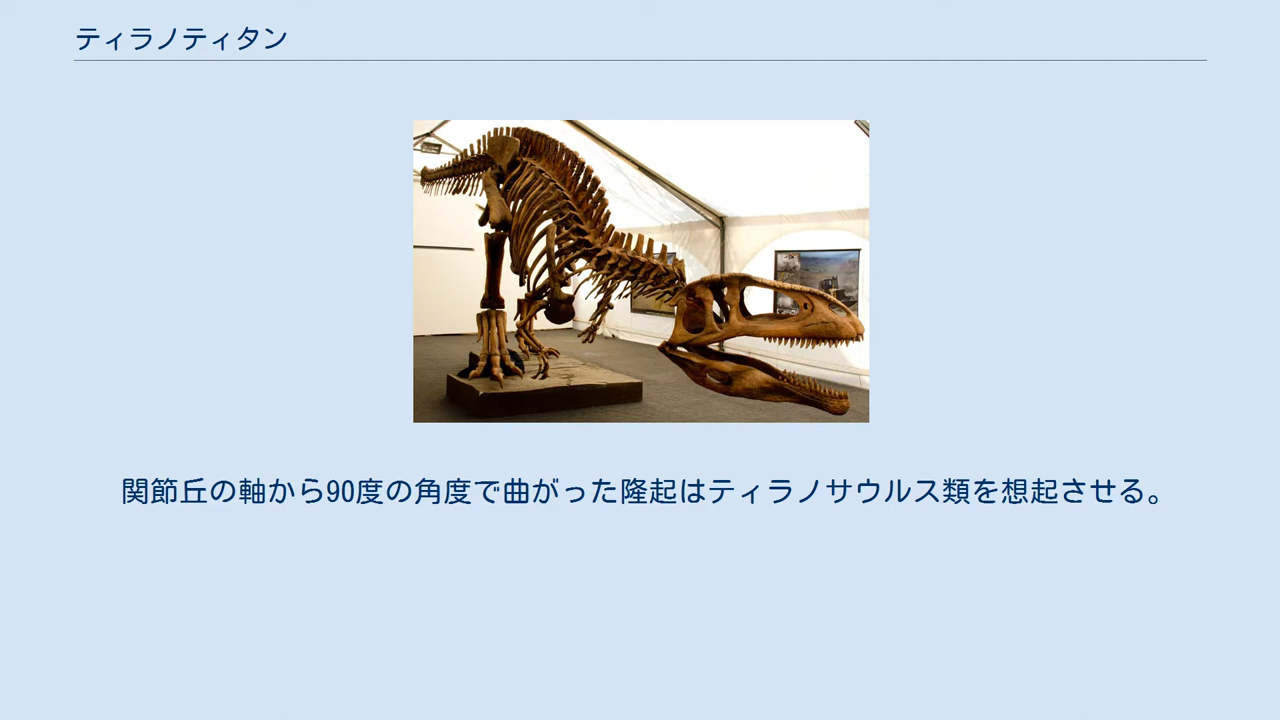 ティラノティタン
関節丘の軸から90度の角度で曲がった隆起はティラノサウルス類を想起させる。